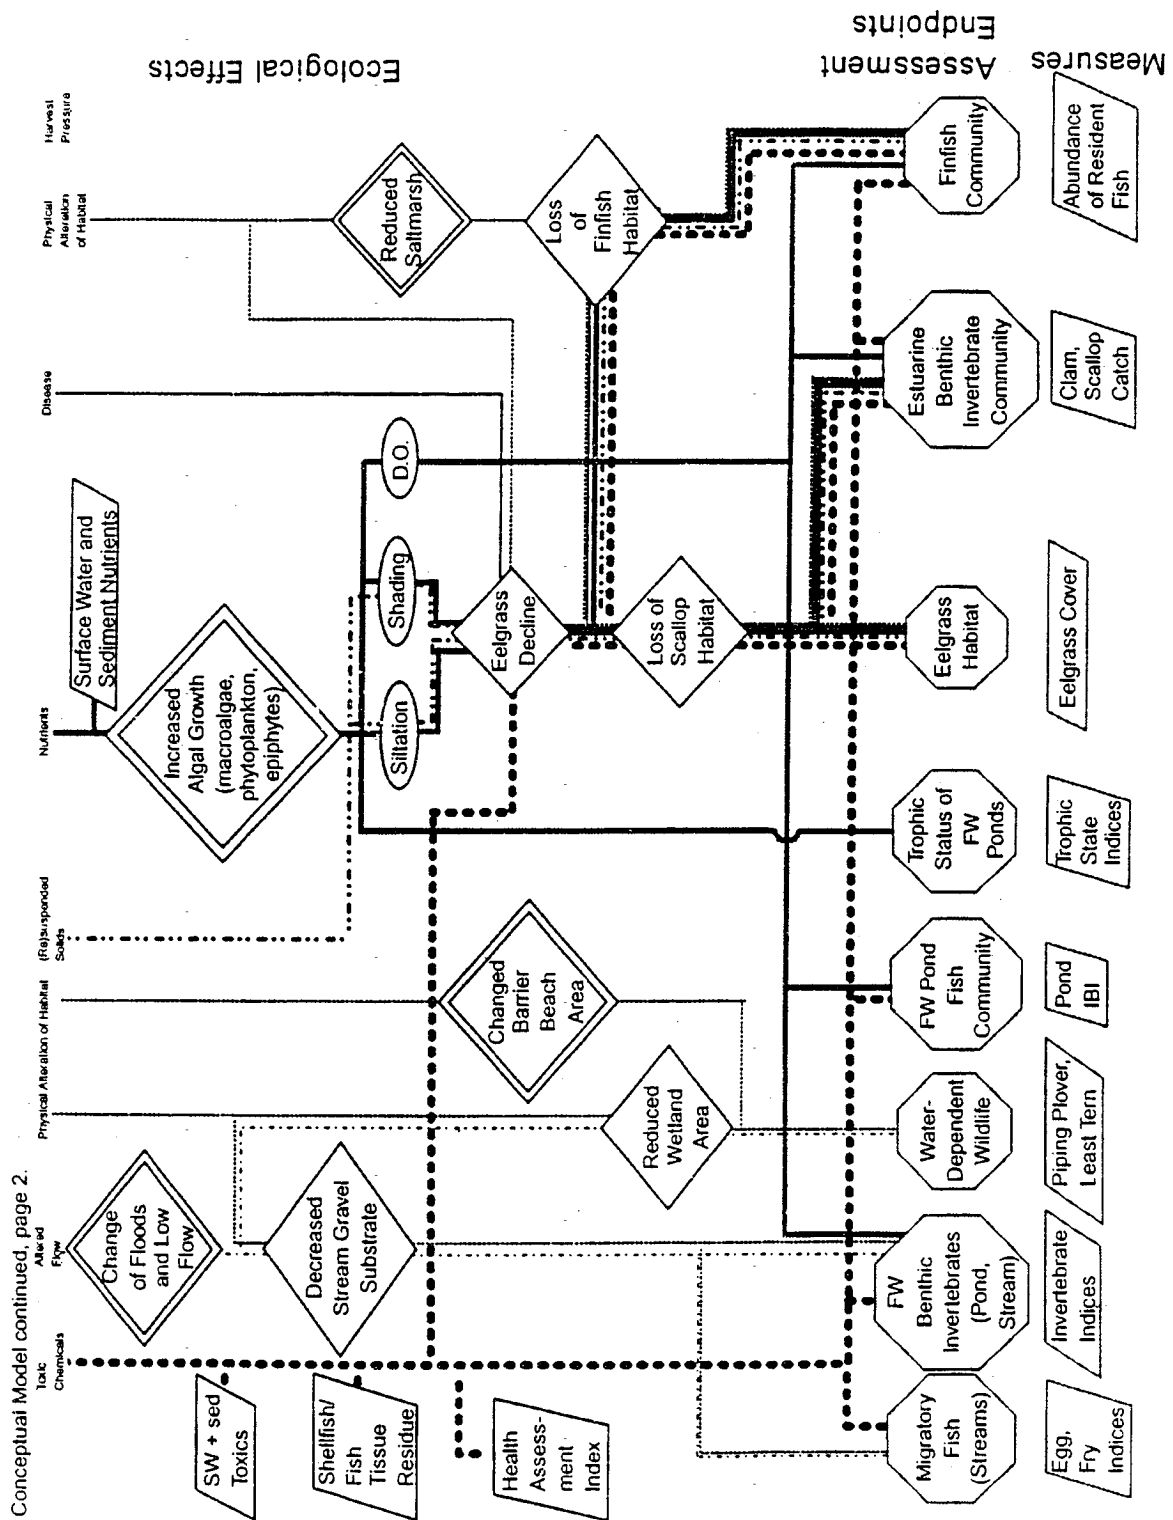 Conceptual Model continued, page 2.
Toxic
Chemicals
Altered
Flow
Physical Alteration of Habitat
(Re)suspended
Solids
Nutrients
Disease
Physical
Alteration
of Habitat
Harvest
Pressure
Surface Water and
Sediment Nutrients
Change
of Floods
and Low
Flow
Increased
Algal Growth
(macroalgae,
phytoplankton,
epiphytes)
SW + sed
Toxics
Decreased
Stream Gravel
Substrate
Shellfish/
Fish
Tissue
Residue
Siltation
Shading
D.O.
Reduced
Saltmarsh
Ecological Effects
Health
Assess-
ment
Index
Changed
Barrier
Beach
Area
Eelgrass
Decline
Loss
of
Finfish
Habitat
Reduced
Wetland
Area
Loss of
Scallop
Habitat
Migratory
Fish
(Streams)
FW
Benthic
Invertebrates
(Pond,
Stream)
Water-
Dependent
Wildlife
FW Pond
Fish
Community
Trophic
Status of
FW
Ponds
Eelgrass
Habitat
Estuarine
Benthic
Invertebrate
Community
Finfish
Community
Assessment
Endpoints
Egg,
Fry
Indices
Invertebrate
Indices
Piping Plover,
Least Tern
Pond
IBI
Trophic
State
Indices
Eelgrass Cover
Clam,
Scallop
Catch
Abundance
of Resident
Fish
Measures